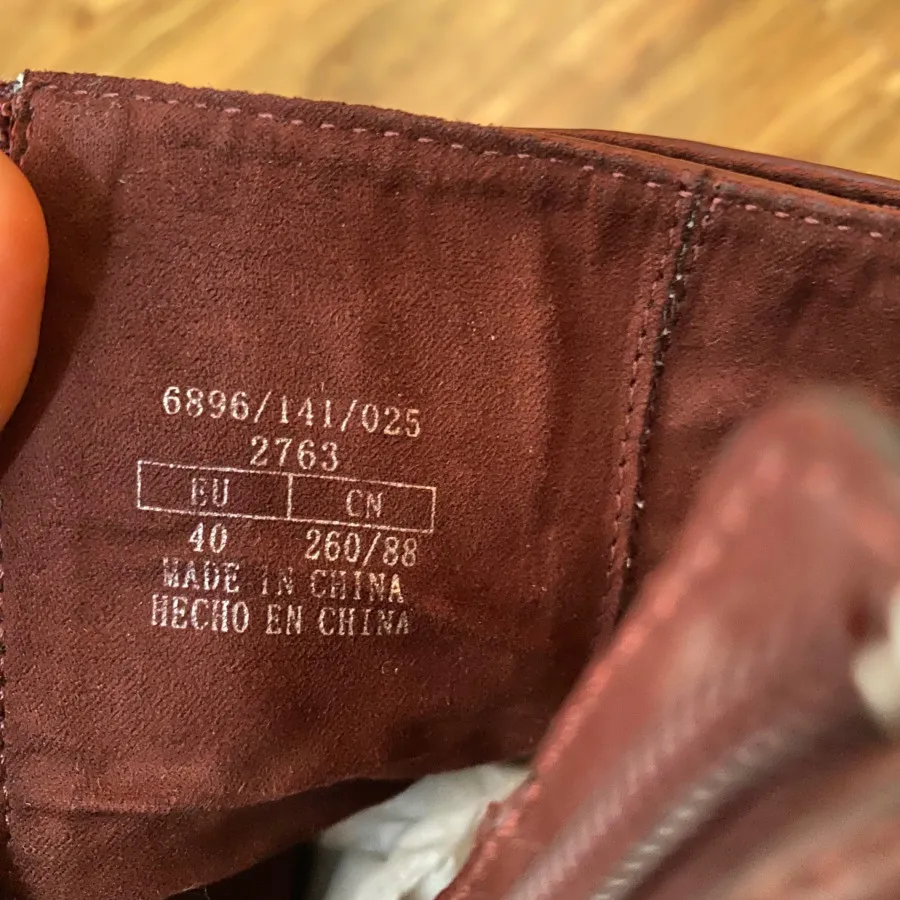 6896/141/025
2763
EU CN
40 260/88
MADE IN CHINA
HECHO EN CHINA